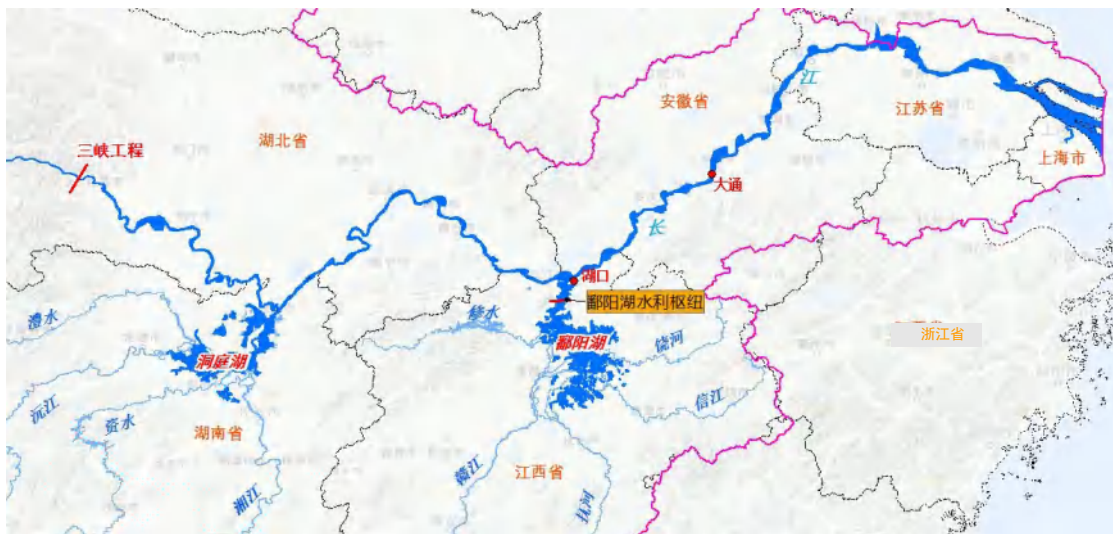 江
安徽省
江苏省
湖北省
三峡工程
上海市
大通
长
湖口
鄱阳湖水利枢纽
修水
澧水
浙江省
鄱阳湖
饶河
洞庭湖
信江
沅江
资水
湖南省
赣江
江西省
湘江
抚河